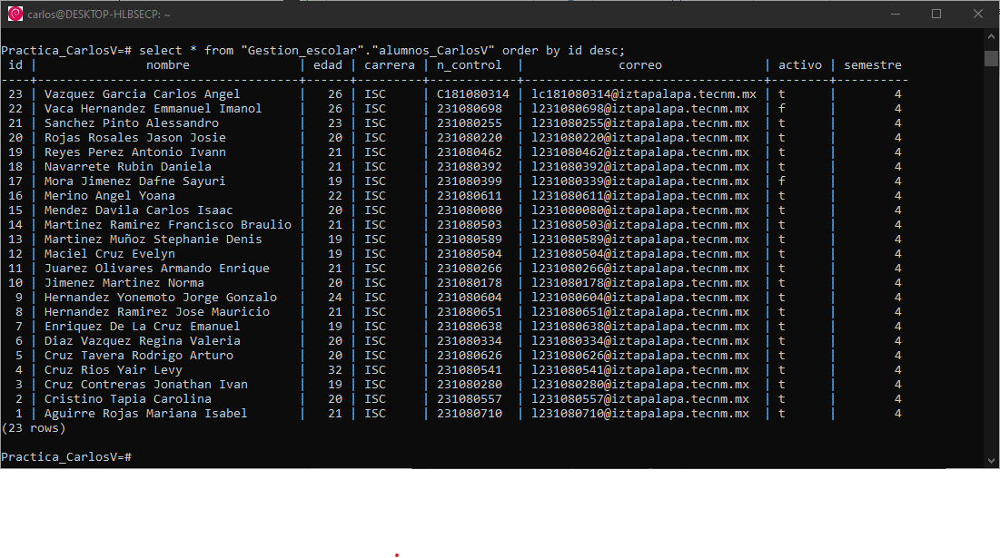 carlos@DESKTOP-HLBSECP: ~
Practica_CarlosV=# select * from "Gestion_escolar"."alumnos_CarlosV" order by id desc;
 id |               nombre               | edad | carrera | n_control  |             correo              | activo | semestre
----+------------------------------------+------+---------+------------+---------------------------------+--------+----------
 23 | Vazquez Garcia Carlos Angel        |   26 | ISC     | C181080314 | lc181080314@iztapalapa.tecnm.mx | t      |        4
 22 | Vaca Hernandez Emmanuel Imanol     |   26 | ISC     | 231080698  | l231080698@iztapalapa.tecnm.mx  | f      |        4
 21 | Sanchez Pinto Alessandro           |   23 | ISC     | 231080255  | l231080255@iztapalapa.tecnm.mx  | t      |        4
 20 | Rojas Rosales Jason Josie          |   20 | ISC     | 231080220  | l231080220@iztapalapa.tecnm.mx  | t      |        4
 19 | Reyes Perez Antonio Ivann          |   21 | ISC     | 231080462  | l231080462@iztapalapa.tecnm.mx  | t      |        4
 18 | Navarrete Rubin Daniela            |   21 | ISC     | 231080392  | l231080392@iztapalapa.tecnm.mx  | t      |        4
 17 | Mora Jimenez Dafne Sayuri          |   19 | ISC     | 231080399  | l231080339@iztapalapa.tecnm.mx  | f      |        4
 16 | Merino Angel Yoana                 |   22 | ISC     | 231080611  | l231080611@iztapalapa.tecnm.mx  | t      |        4
 15 | Mendez Davila Carlos Isaac         |   20 | ISC     | 231080080  | l231080080@iztapalapa.tecnm.mx  | t      |        4
 14 | Martinez Ramirez Francisco Braulio |   21 | ISC     | 231080503  | l231080503@iztapalapa.tecnm.mx  | t      |        4
 13 | Martinez Muñoz Stephanie Denis     |   19 | ISC     | 231080589  | l231080589@iztapalapa.tecnm.mx  | t      |        4
 12 | Maciel Cruz Evelyn                 |   19 | ISC     | 231080504  | l231080504@iztapalapa.tecnm.mx  | t      |        4
 11 | Juarez Olivares Armando Enrique    |   21 | ISC     | 231080266  | l231080266@iztapalapa.tecnm.mx  | t      |        4
 10 | Jimenez Martinez Norma             |   20 | ISC     | 231080178  | l231080178@iztapalapa.tecnm.mx  | t      |        4
  9 | Hernandez Yonemoto Jorge Gonzalo   |   24 | ISC     | 231080604  | l231080604@iztapalapa.tecnm.mx  | t      |        4
  8 | Hernandez Ramirez Jose Mauricio    |   21 | ISC     | 231080651  | l231080651@iztapalapa.tecnm.mx  | t      |        4
  7 | Enriquez De La Cruz Emanuel        |   19 | ISC     | 231080638  | l231080638@iztapalapa.tecnm.mx  | t      |        4
  6 | Diaz Vazquez Regina Valeria        |   20 | ISC     | 231080334  | l231080334@iztapalapa.tecnm.mx  | t      |        4
  5 | Cruz Tavera Rodrigo Arturo         |   20 | ISC     | 231080626  | l231080626@iztapalapa.tecnm.mx  | t      |        4
  4 | Cruz Rios Yair Levy                |   32 | ISC     | 231080541  | l231080541@iztapalapa.tecnm.mx  | t      |        4
  3 | Cruz Contreras Jonathan Ivan       |   19 | ISC     | 231080280  | l231080280@iztapalapa.tecnm.mx  | t      |        4
  2 | Cristino Tapia Carolina            |   20 | ISC     | 231080557  | l231080557@iztapalapa.tecnm.mx  | t      |        4
  1 | Aguirre Rojas Mariana Isabel       |   21 | ISC     | 231080710  | l231080710@iztapalapa.tecnm.mx  | t      |        4
(23 rows)
Practica_CarlosV=#